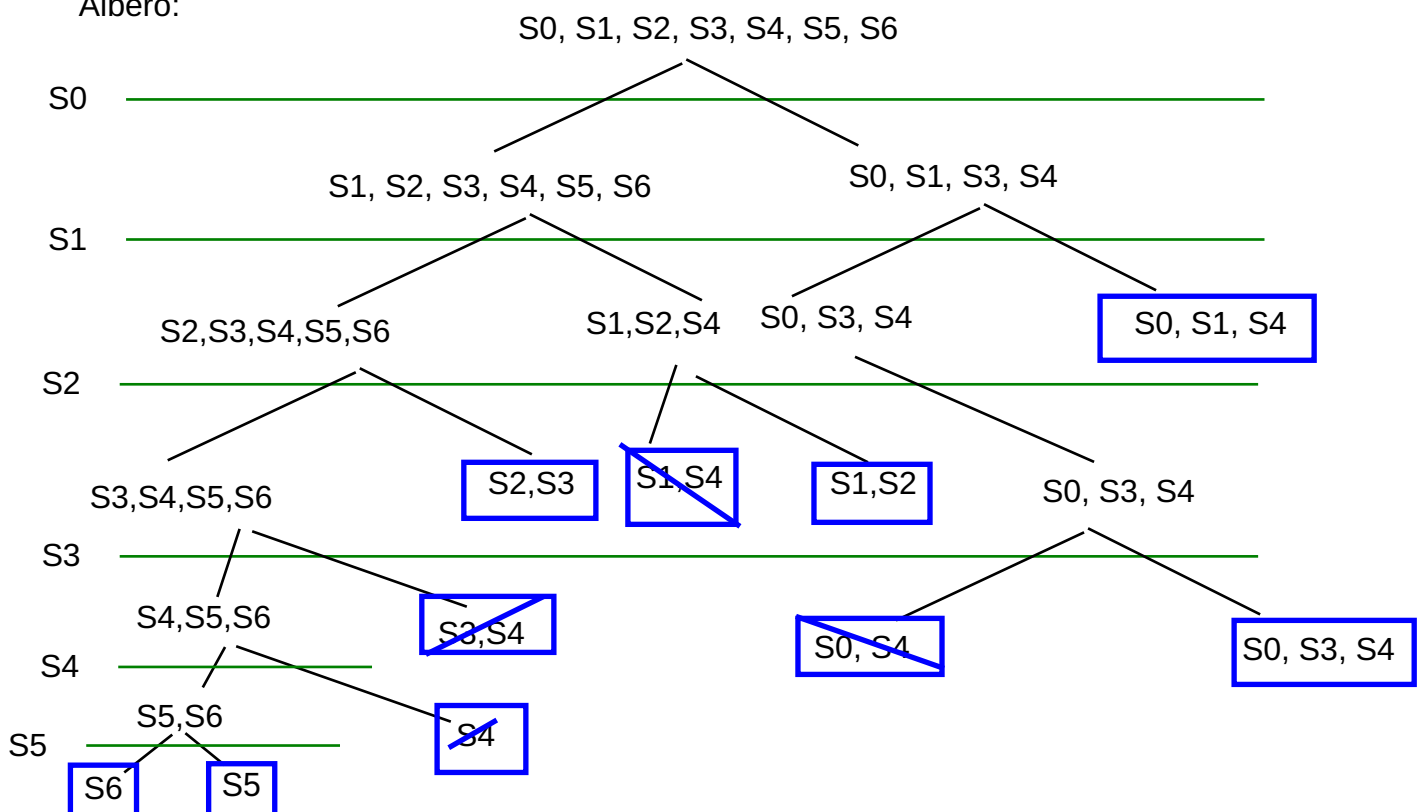 Albero:
S0, S1, S2, S3, S4, S5, S6
S0
S1, S2, S3, S4, S5, S6
S0, S1, S3, S4
S1
S2,S3,S4,S5,S6
S1,S2,S4
S0, S3, S4
S0, S1, S4
S2
S3,S4,S5,S6
S2,S3
S1,S4
S1,S2
S0, S3, S4
S3
S4,S5,S6
S3,S4
S0, S4
S0, S3, S4
S4
S5,S6
S4
S5
S6
S5